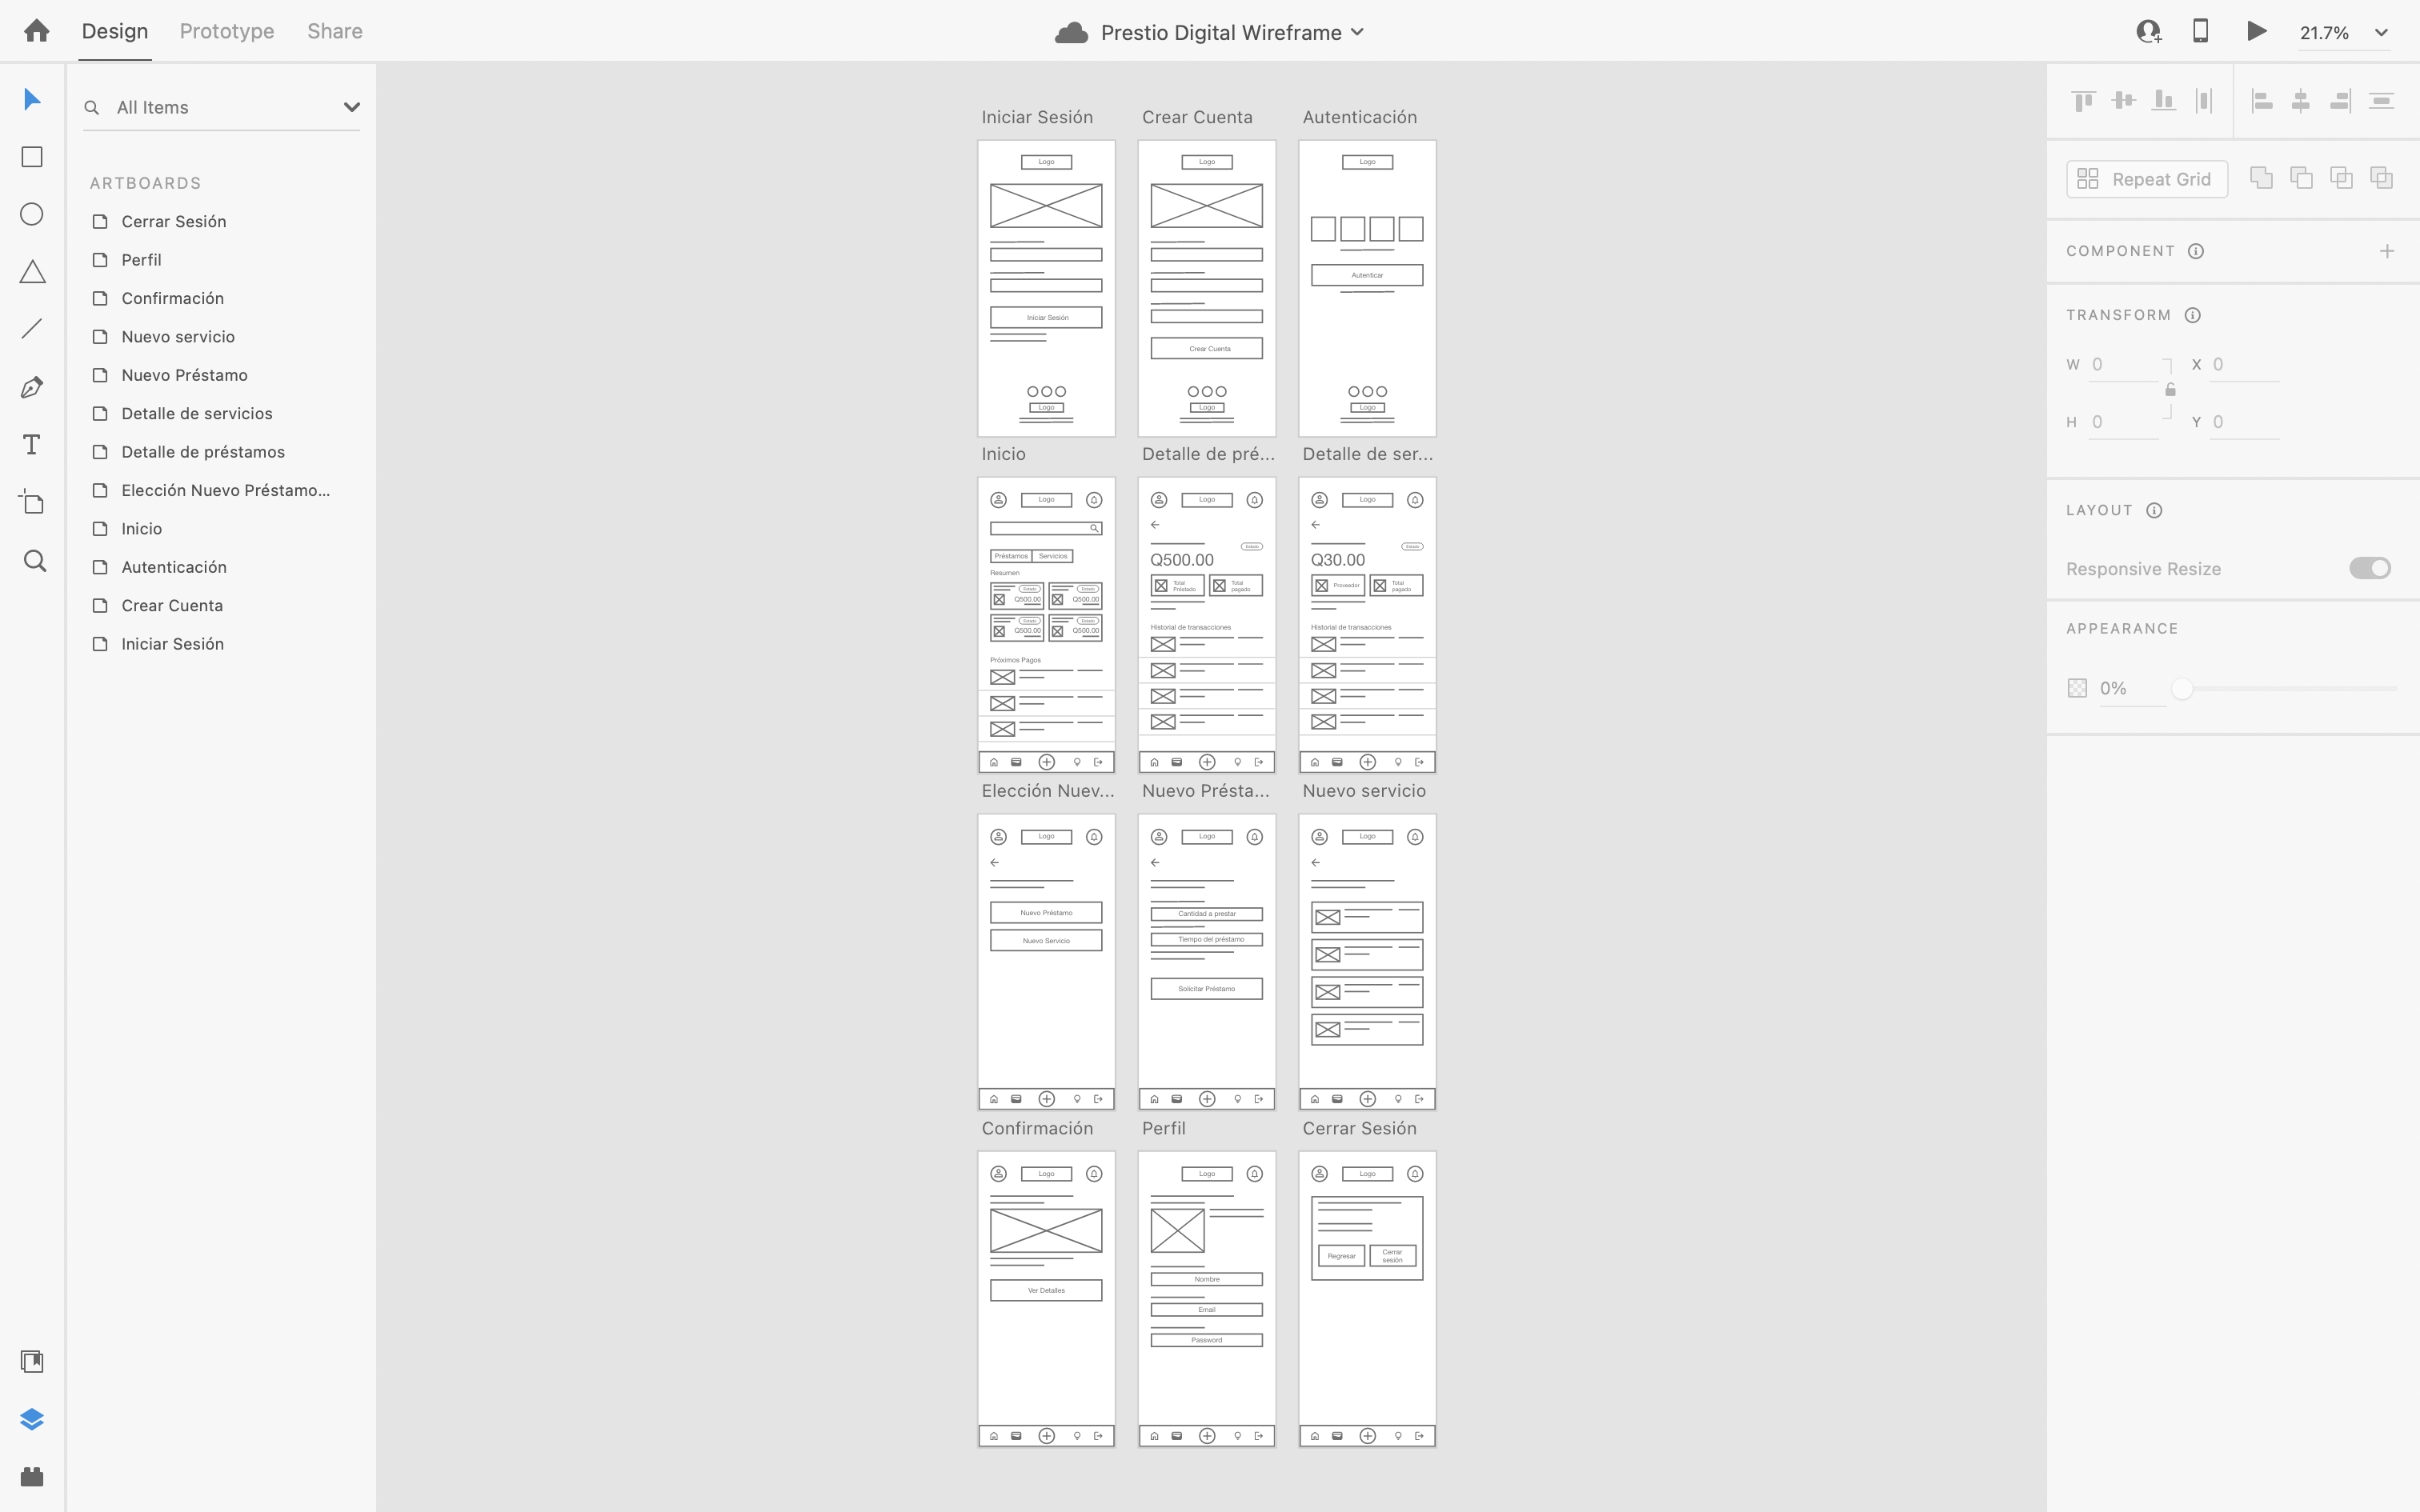 Design Prototype Share
Prestio Digital Wireframe
21.7%
All Items
ARTBOARDS
Cerrar Sesión
Perfil
Confirmación
Nuevo servicio
Nuevo Préstamo
Detalle de servicios
Detalle de préstamos
Elección Nuevo Préstamo...
Inicio
Autenticación
Crear Cuenta
Iniciar Sesión
Iniciar Sesión
Logo
Iniciar Sesión
Logo
Crear Cuenta
Logo
Crear Cuenta
Logo
Autenticación
Logo
Autenticar
Logo
Inicio
Logo
Préstamos Servicios
Resumen
Estado Estado
Q500.00 Q500.00
Estado Estado
Q500.00 Q500.00
Próximos Pagos
Detalle de pré...
Logo
Estado
Q500.00
Total Préstado
Total pagado
Historial de transacciones
Detalle de ser...
Logo
Estado
Q30.00
Proveedor
Total pagado
Historial de transacciones
Elección Nuev...
Logo
Nuevo Préstamo
Nuevo Servicio
Nuevo Présta...
Logo
Cantidad a prestar
Tiempo del préstamo
Solicitar Préstamo
Nuevo servicio
Logo
Confirmación
Logo
Ver Detalles
Perfil
Logo
Nombre
Email
Password
Cerrar Sesión
Logo
Regresar
Cerrar
sesión
Repeat Grid
COMPONENT
TRANSFORM
W 0 X 0
H 0 Y 0
LAYOUT
Responsive Resize
APPEARANCE
0%